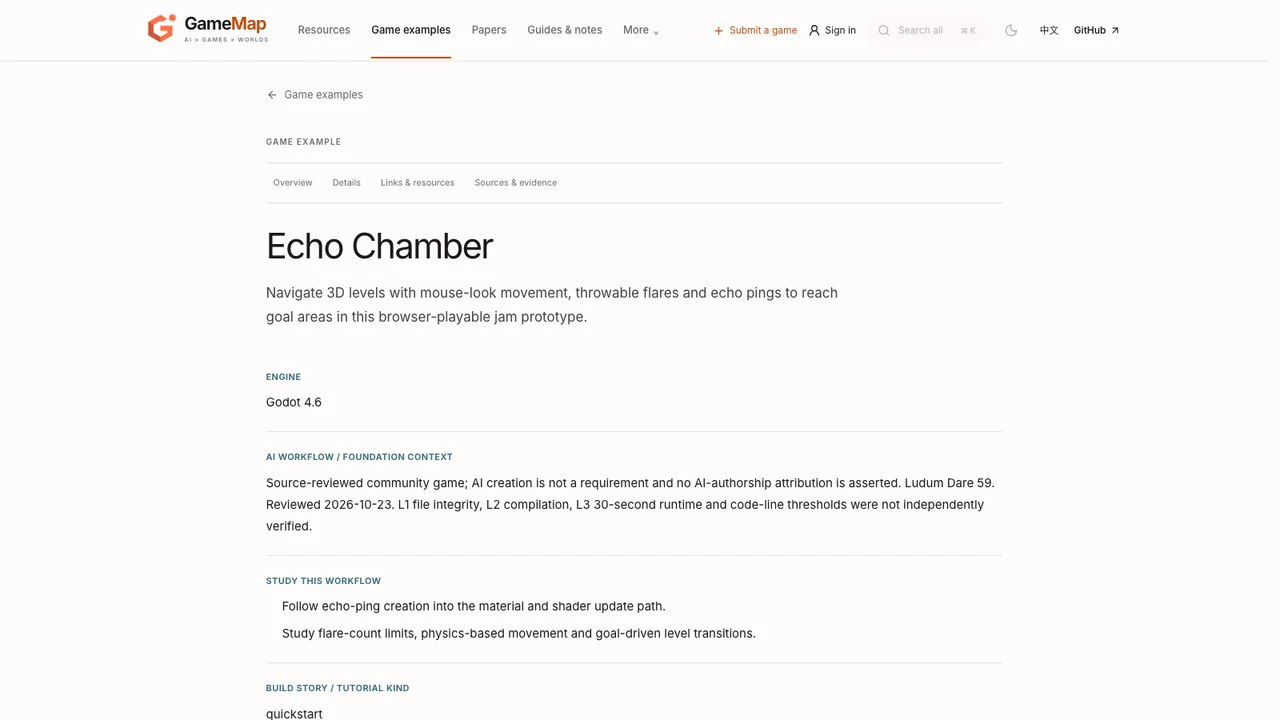 GameMap
AI × GAMES × WORLDS
Resources
Game examples
Papers
Guides & notes
More
+ Submit a game
Sign in
Search all
⌘ K
中文
GitHub ↗
← Game examples
GAME EXAMPLE
Overview
Details
Links & resources
Sources & evidence
Echo Chamber
Navigate 3D levels with mouse-look movement, throwable flares and echo pings to reach
goal areas in this browser-playable jam prototype.
ENGINE
Godot 4.6
AI WORKFLOW / FOUNDATION CONTEXT
Source-reviewed community game; AI creation is not a requirement and no AI-authorship attribution is asserted. Ludum Dare 59.
Reviewed 2026-10-23. L1 file integrity, L2 compilation, L3 30-second runtime and code-line thresholds were not independently
verified.
STUDY THIS WORKFLOW
Follow echo-ping creation into the material and shader update path.
Study flare-count limits, physics-based movement and goal-driven level transitions.
BUILD STORY / TUTORIAL KIND
quickstart